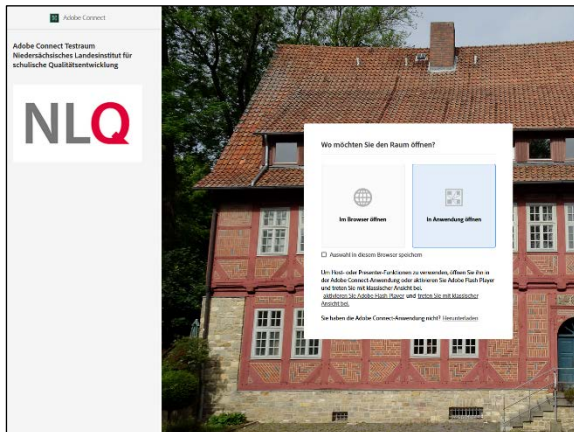 Adobe Connect
Adobe Connect Testraum
Niedersächsisches Landesinstitut für
schulische Qualitätsentwicklung
NLQ
Wo möchten Sie den Raum öffnen?
Im Browser öffnen
In Anwendung öffnen
Auswahl in diesem Browser speichern
Um Host- oder Presenter-Funktionen zu verwenden, öffnen Sie ihn in
der Adobe Connect-Anwendung oder aktivieren Sie Adobe Flash Player
und treten Sie mit klassischer Ansicht bei.
aktivieren Sie Adobe Flash Player und treten Sie mit klassischer
Ansicht bei.
Sie haben die Adobe Connect-Anwendung nicht? Herunterladen